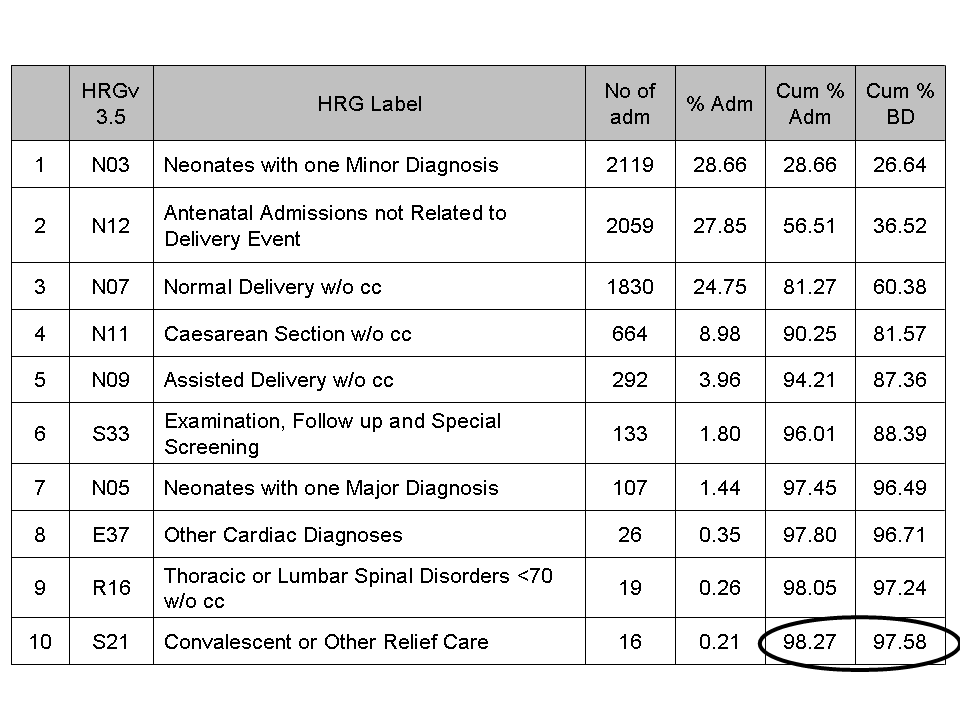 HRGv 3.5 HRG Label No of adm % Adm Cum % Adm Cum % BD
1 N03 Neonates with one Minor Diagnosis 2119 28.66 28.66 26.64
2 N12 Antenatal Admissions not Related to Delivery Event 2059 27.85 56.51 36.52
3 N07 Normal Delivery w/o cc 1830 24.75 81.27 60.38
4 N11 Caesarean Section w/o cc 664 8.98 90.25 81.57
5 N09 Assisted Delivery w/o cc 292 3.96 94.21 87.36
6 S33 Examination, Follow up and Special Screening 133 1.80 96.01 88.39
7 N05 Neonates with one Major Diagnosis 107 1.44 97.45 96.49
8 E37 Other Cardiac Diagnoses 26 0.35 97.80 96.71
9 R16 Thoracic or Lumbar Spinal Disorders <70 w/o cc 19 0.26 98.05 97.24
10 S21 Convalescent or Other Relief Care 16 0.21 98.27 97.58